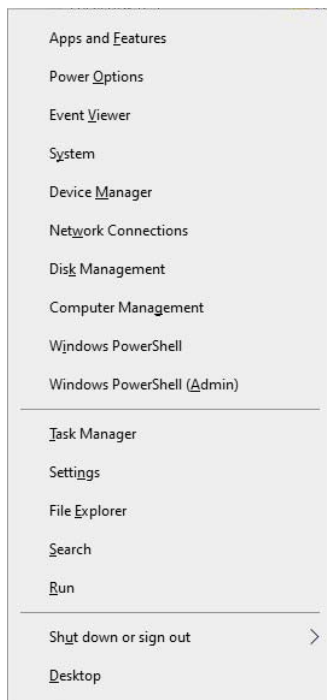 Apps and Features
Power Options
Event Viewer
System
Device Manager
Network Connections
Disk Management
Computer Management
Windows PowerShell
Windows PowerShell (Admin)
Task Manager
Settings
File Explorer
Search
Run
Shut down or sign out
Desktop